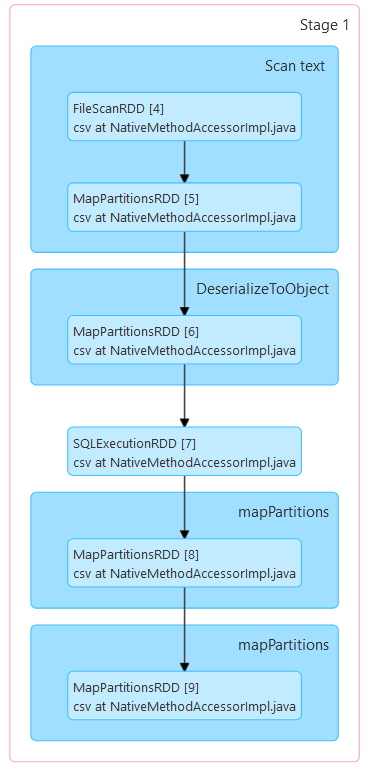 Stage 1
Scan text
FileScanRDD [4]
csv at NativeMethodAccessorImpl.java
MapPartitionsRDD [5]
csv at NativeMethodAccessorImpl.java
DeserializeToObject
MapPartitionsRDD [6]
csv at NativeMethodAccessorImpl.java
SQLExecutionRDD [7]
csv at NativeMethodAccessorImpl.java
mapPartitions
MapPartitionsRDD [8]
csv at NativeMethodAccessorImpl.java
mapPartitions
MapPartitionsRDD [9]
csv at NativeMethodAccessorImpl.java